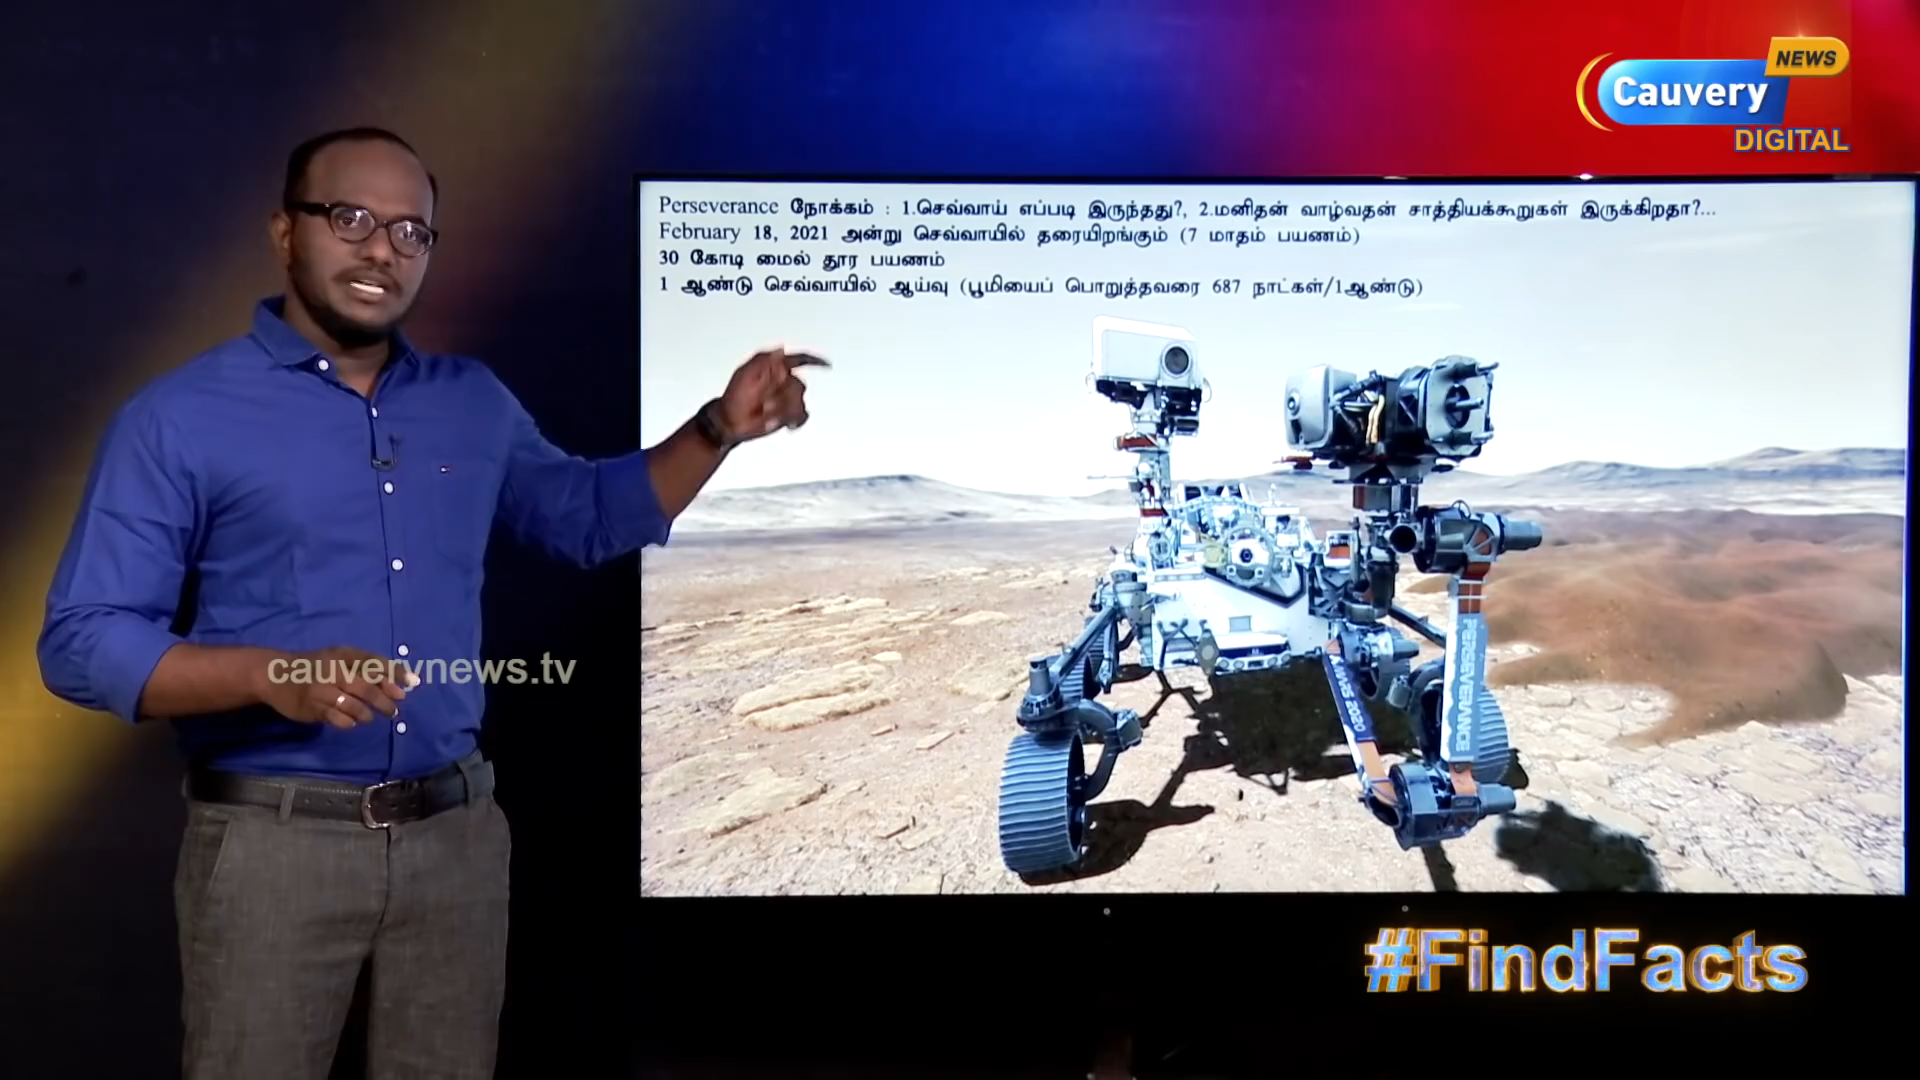 NEWS
Cauvery
DIGITAL
Perseverance நோக்கம் : 1.செவ்வாய் எப்படி இருந்தது?, 2.மனிதன் வாழ்வதன் சாத்தியக்கூறுகள் இருக்கிறதா?...
February 18, 2021 அன்று செவ்வாயில் தரையிறங்கும் (7 மாதம் பயணம்)
30 கோடி மைல் தூர பயணம்
1 ஆண்டு செவ்வாயில் ஆய்வு (பூமியைப் பொறுத்தவரை 687 நாட்கள்/1ஆண்டு)
PERSEVERANCE
cauverynews.tv
#FindFacts